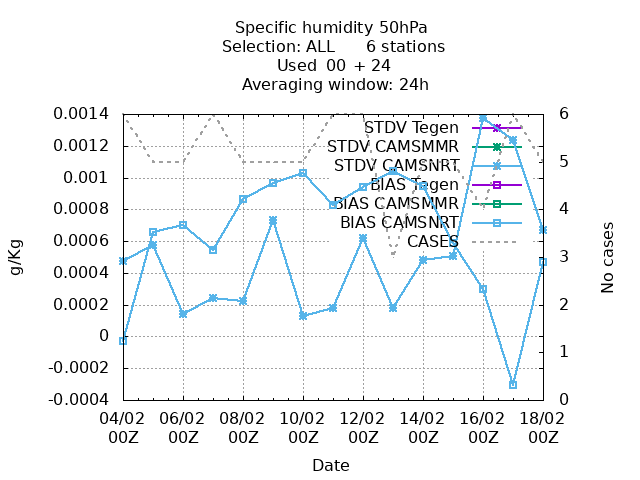 Specific humidity 50hPa
Selection: ALL 6 stations
Used 00 + 24
Averaging window: 24h
0.0014
0.0012
0.001
0.0008
0.0006
0.0004
0.0002
0
-0.0002
-0.0004
g/Kg
STDV Tegen
STDV CAMSMMR
STDV CAMSNRT
BIAS Tegen
BIAS CAMSMMR
BIAS CAMSNRT
CASES
6
5
4
3
2
1
0
No cases
04/02 06/02 08/02 10/02 12/02 14/02 16/02 18/02
00Z 00Z 00Z 00Z 00Z 00Z 00Z 00Z
Date